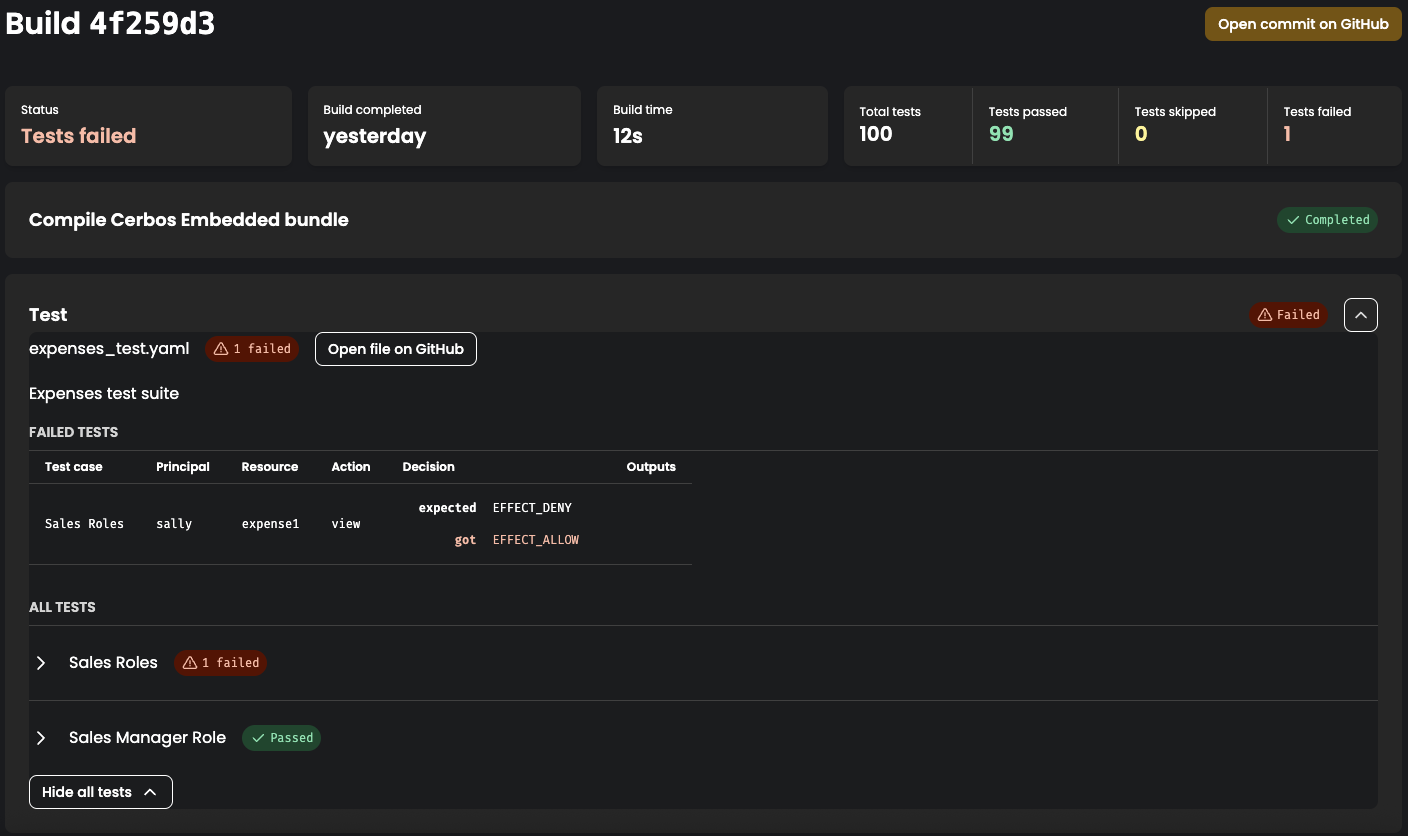 Build 4f259d3
Open commit on GitHub
Status
Tests failed
Build completed
yesterday
Build time
12s
Total tests
100
Tests passed
99
Tests skipped
0
Tests failed
1
Compile Cerbos Embedded bundle
Completed
Test
Failed
expenses_test.yaml
1 failed
Open file on GitHub
Expenses test suite
FAILED TESTS
Test case Principal Resource Action Decision Outputs
expected EFFECT_DENY
Sales Roles sally expense1 view
got EFFECT_ALLOW
ALL TESTS
Sales Roles
1 failed
Sales Manager Role
Passed
Hide all tests